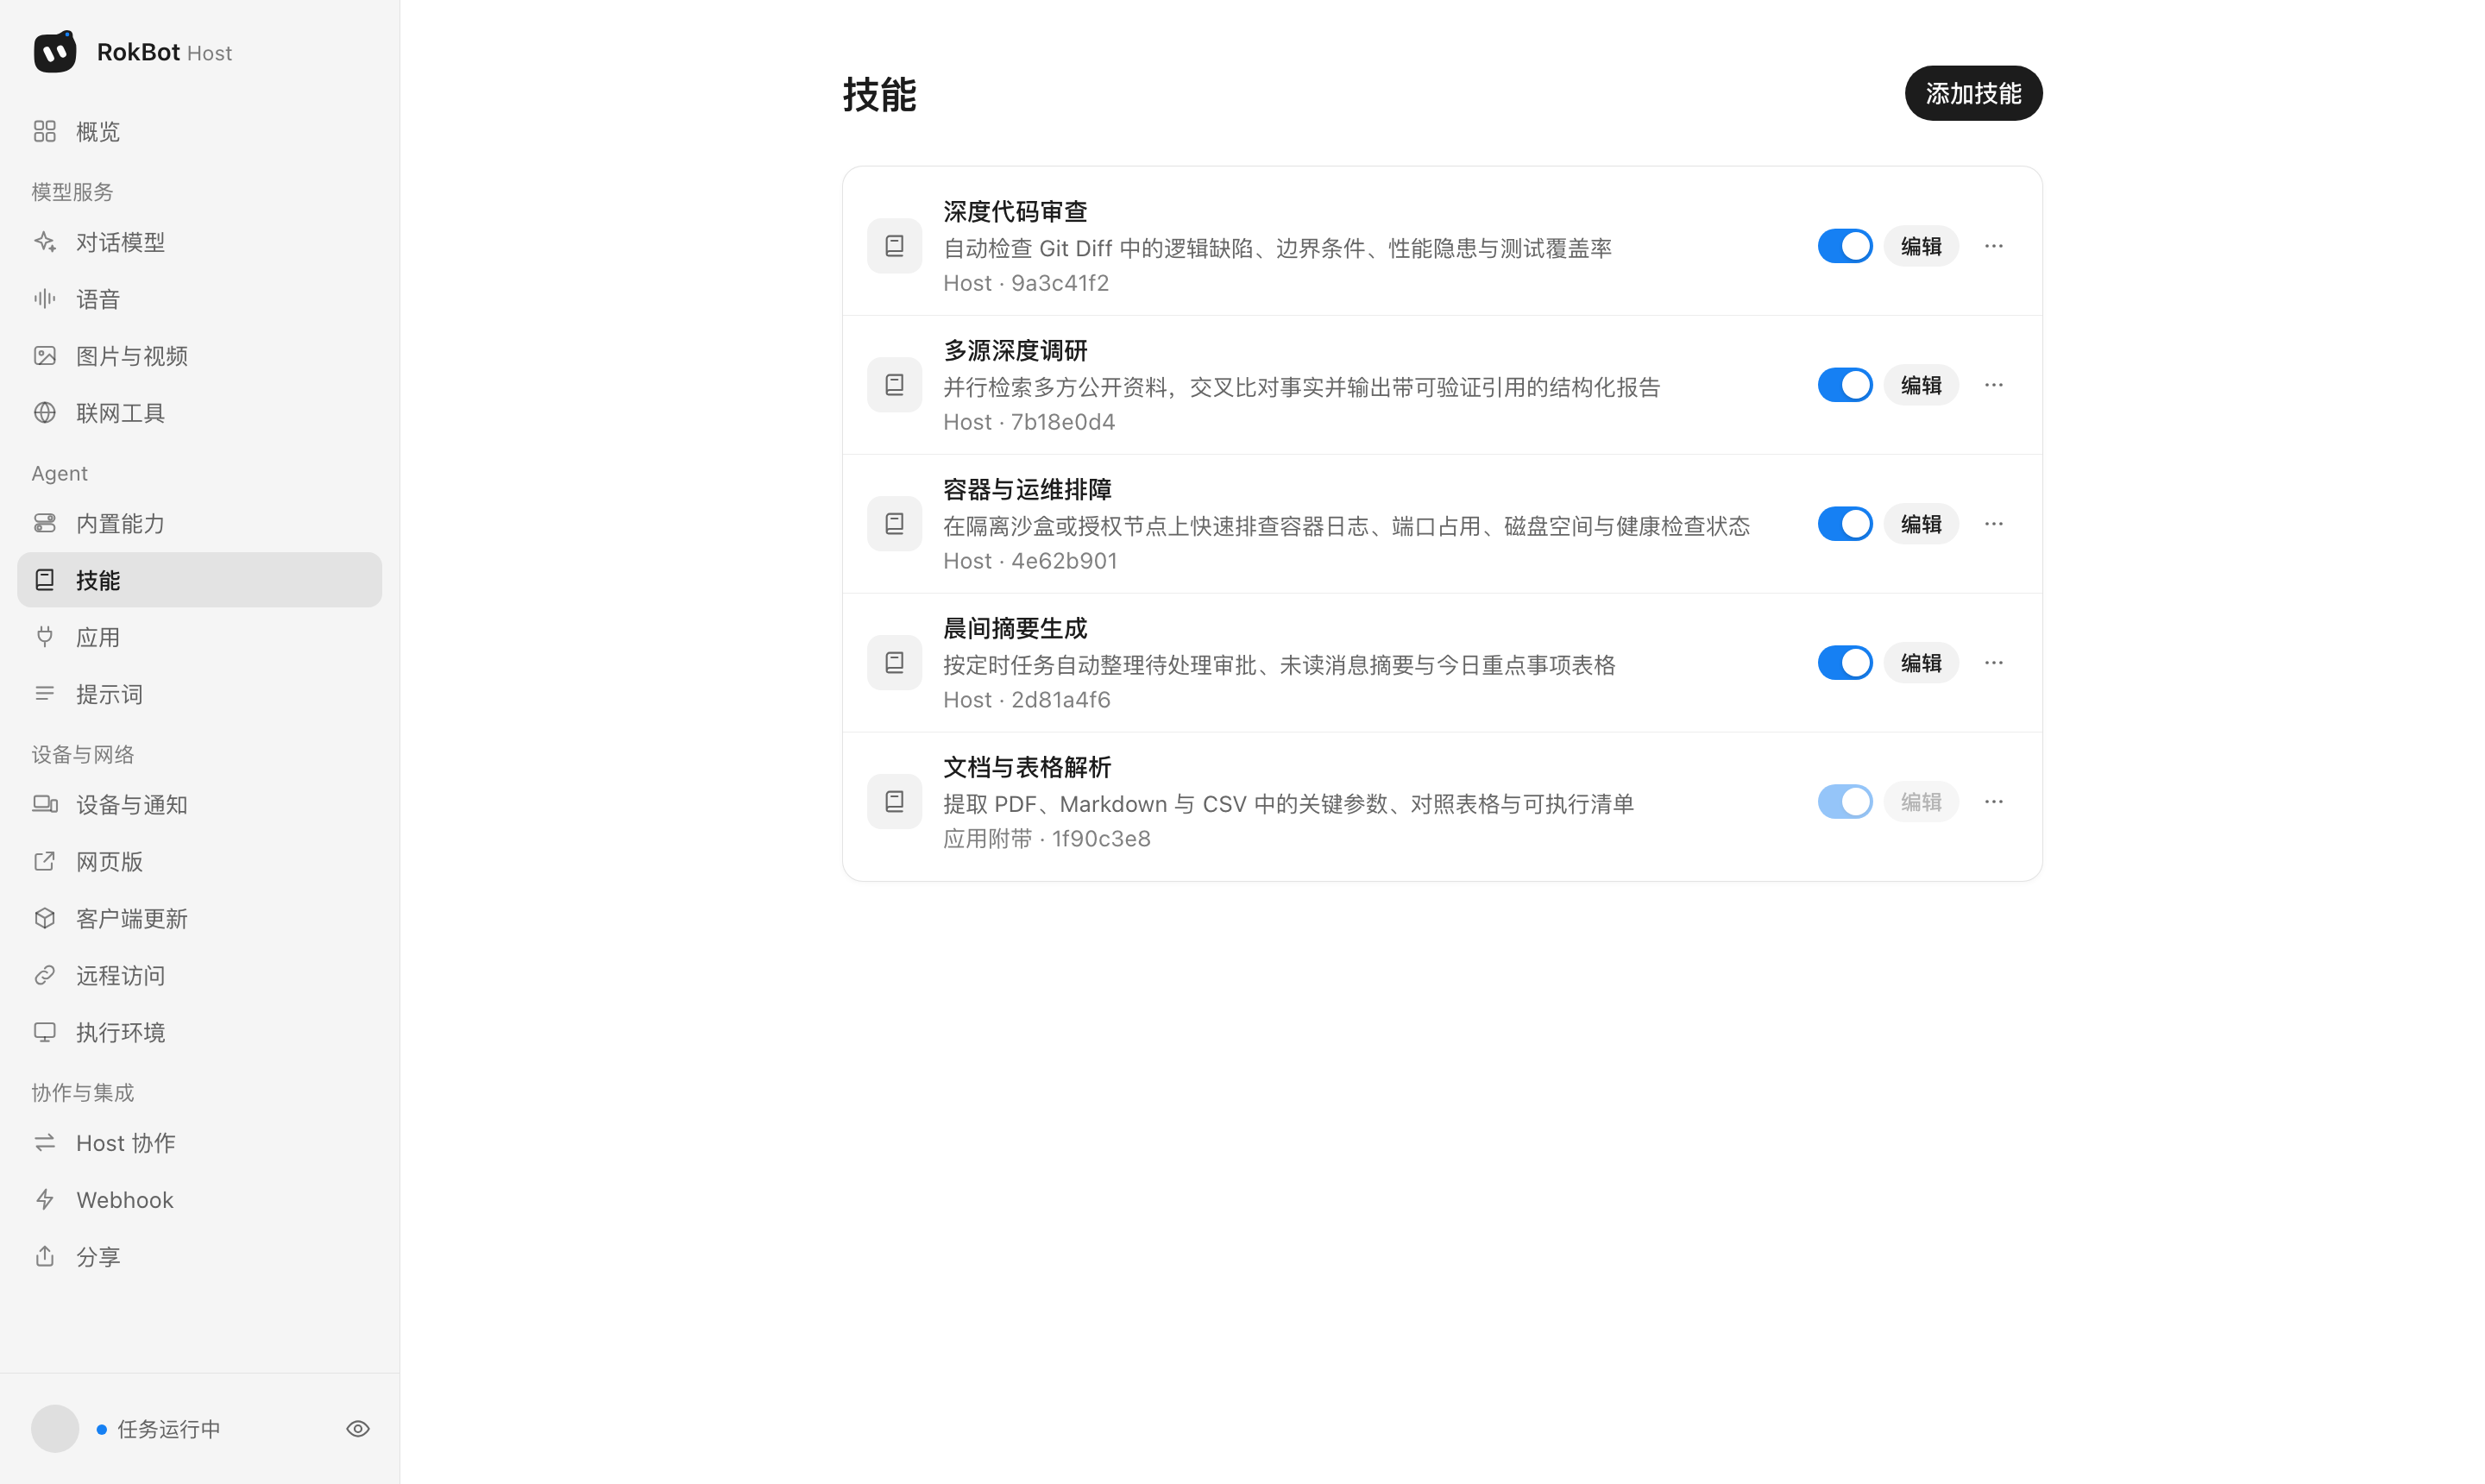 RokBot Host
概览
模型服务
对话模型
语音
图片与视频
联网工具
Agent
内置能力
技能
应用
提示词
设备与网络
设备与通知
网页版
客户端更新
远程访问
执行环境
协作与集成
Host 协作
Webhook
分享
任务运行中
技能
添加技能
深度代码审查
自动检查 Git Diff 中的逻辑缺陷、边界条件、性能隐患与测试覆盖率
Host · 9a3c41f2
编辑
多源深度调研
并行检索多方公开资料，交叉比对事实并输出带可验证引用的结构化报告
Host · 7b18e0d4
编辑
容器与运维排障
在隔离沙盒或授权节点上快速排查容器日志、端口占用、磁盘空间与健康检查状态
Host · 4e62b901
编辑
晨间摘要生成
按定时任务自动整理待处理审批、未读消息摘要与今日重点事项表格
Host · 2d81a4f6
编辑
文档与表格解析
提取 PDF、Markdown 与 CSV 中的关键参数、对照表格与可执行清单
应用附带 · 1f90c3e8
编辑